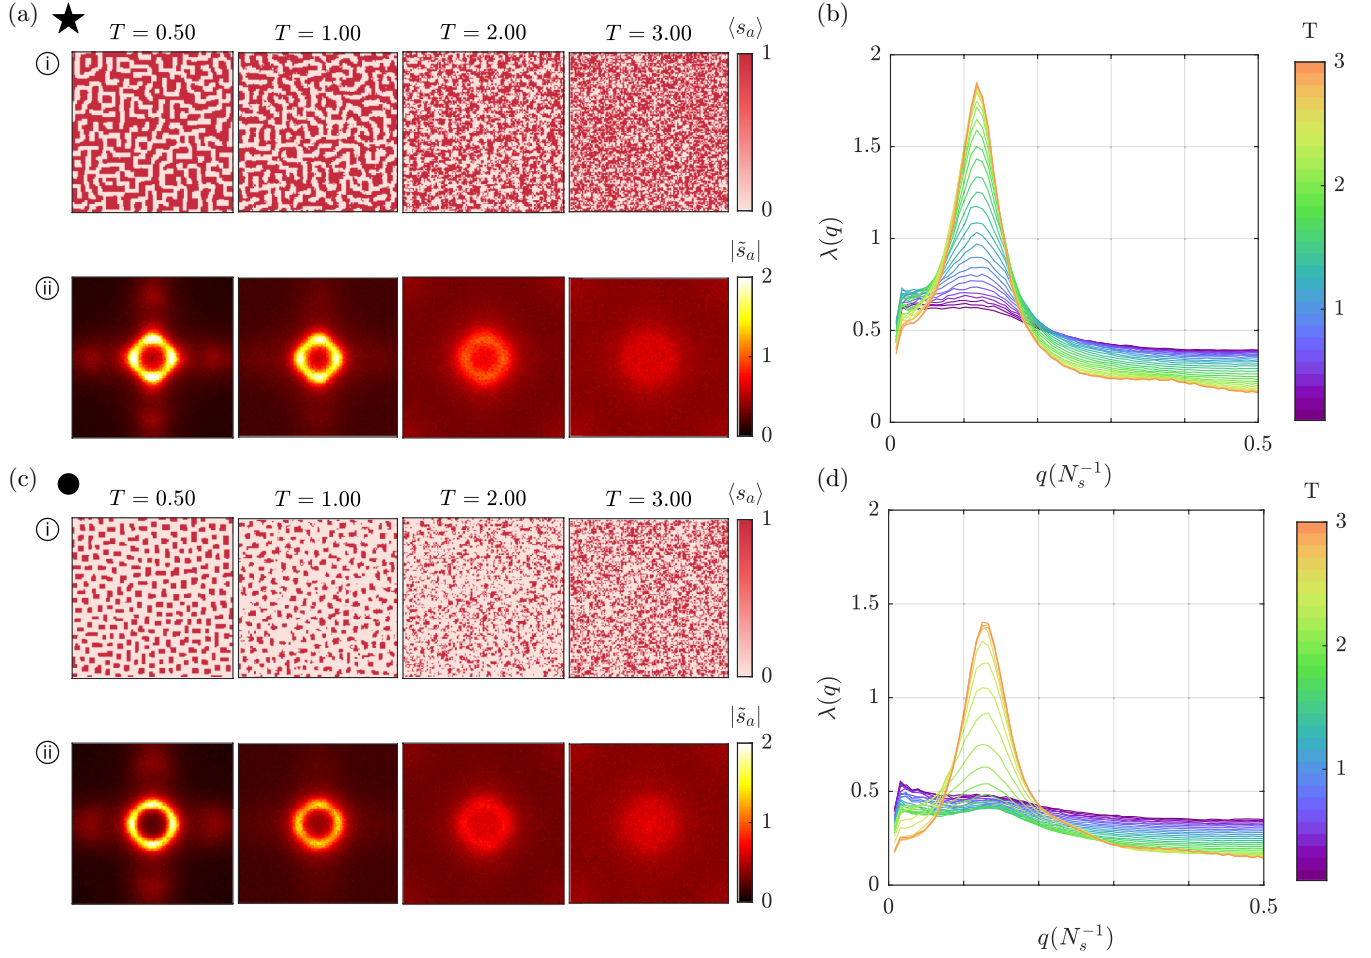 (a)
T = 0.50 T = 1.00 T = 2.00 T = 3.00 ⟨s_a⟩
i
1
0
|s̃_a|
ii
2
1
0
(b)
T
2
1.5
1
0.5
0
λ(q)
0 0.5
q(N_s^{-1})
3
2
1
(c)
T = 0.50 T = 1.00 T = 2.00 T = 3.00 ⟨s_a⟩
i
1
0
|s̃_a|
ii
2
1
0
(d)
T
2
1.5
1
0.5
0
λ(q)
0 0.5
q(N_s^{-1})
3
2
1